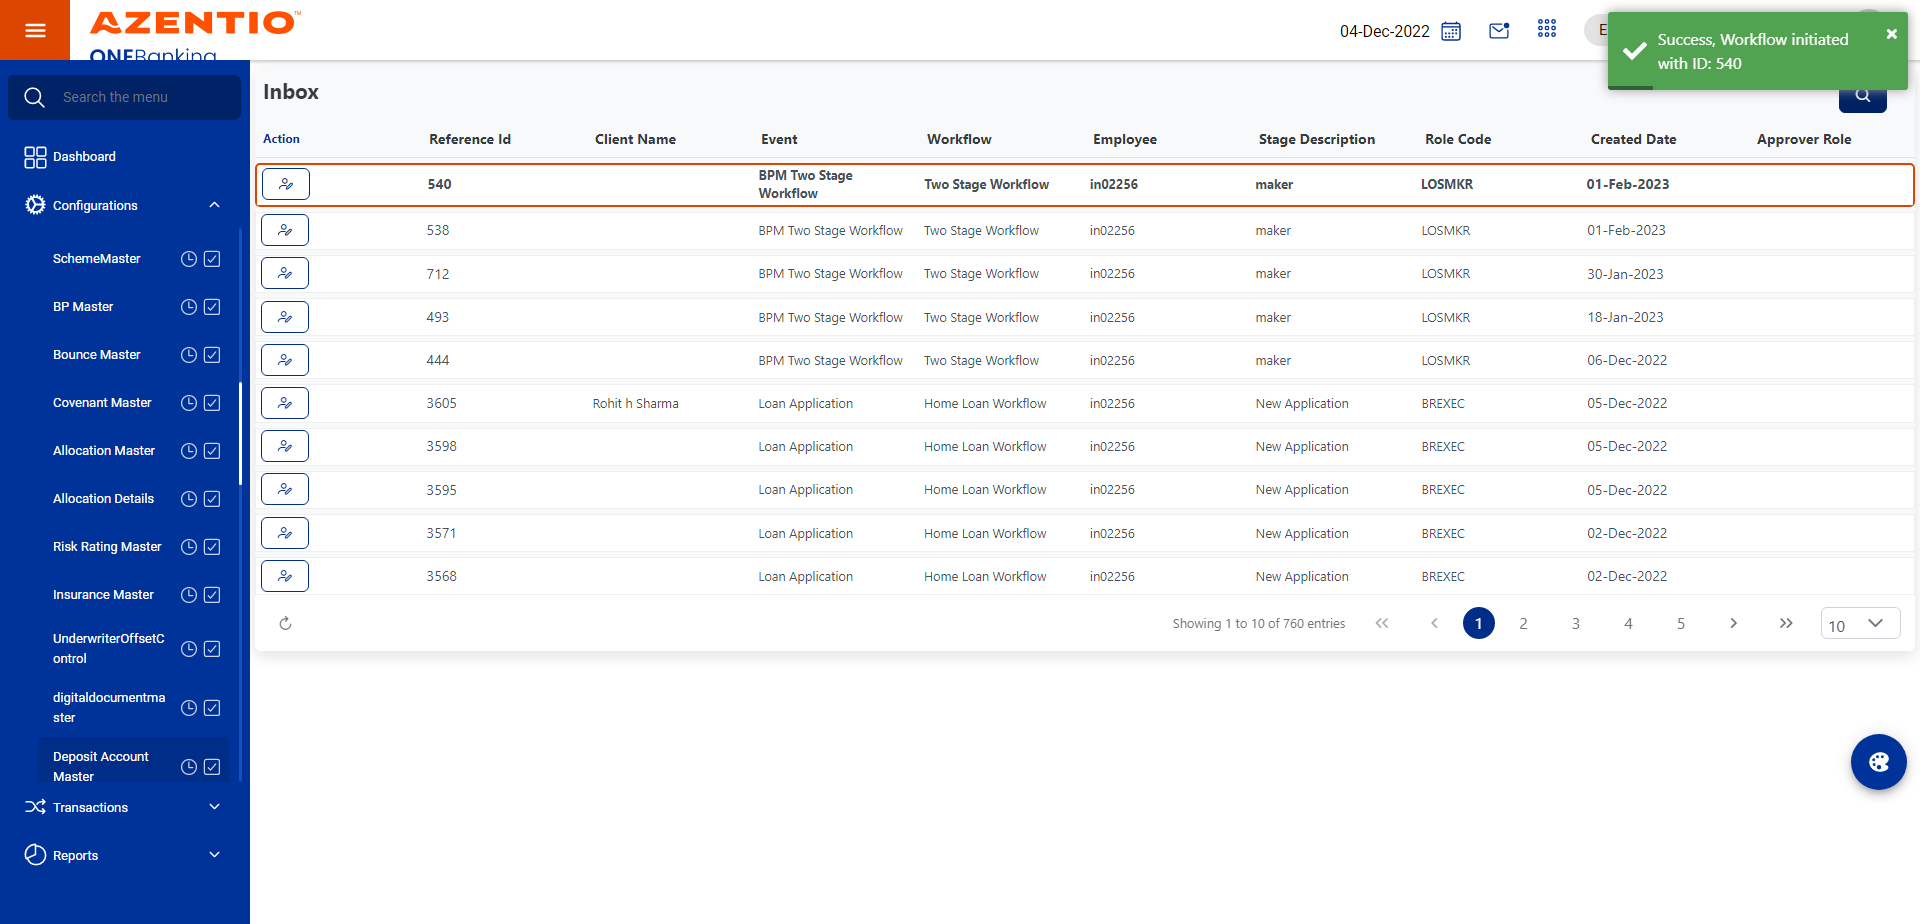 AZENTIO™
ONEBanking
04-Dec-2022
E
Success, Workflow initiated
with ID: 540
Search the menu
Dashboard
Configurations
SchemeMaster
BP Master
Bounce Master
Covenant Master
Allocation Master
Allocation Details
Risk Rating Master
Insurance Master
UnderwriterOffsetC
ontrol
digitaldocumentma
ster
Deposit Account
Master
Transactions
Reports
Inbox
Action Reference Id Client Name Event Workflow Employee Stage Description Role Code Created Date Approver Role
540 BPM Two Stage Workflow Two Stage Workflow in02256 maker LOSMKR 01-Feb-2023
538 BPM Two Stage Workflow Two Stage Workflow in02256 maker LOSMKR 01-Feb-2023
712 BPM Two Stage Workflow Two Stage Workflow in02256 maker LOSMKR 30-Jan-2023
493 BPM Two Stage Workflow Two Stage Workflow in02256 maker LOSMKR 18-Jan-2023
444 BPM Two Stage Workflow Two Stage Workflow in02256 maker LOSMKR 06-Dec-2022
3605 Rohit h Sharma Loan Application Home Loan Workflow in02256 New Application BREXEC 05-Dec-2022
3598 Loan Application Home Loan Workflow in02256 New Application BREXEC 05-Dec-2022
3595 Loan Application Home Loan Workflow in02256 New Application BREXEC 05-Dec-2022
3571 Loan Application Home Loan Workflow in02256 New Application BREXEC 02-Dec-2022
3568 Loan Application Home Loan Workflow in02256 New Application BREXEC 02-Dec-2022
Showing 1 to 10 of 760 entries 1 2 3 4 5 10